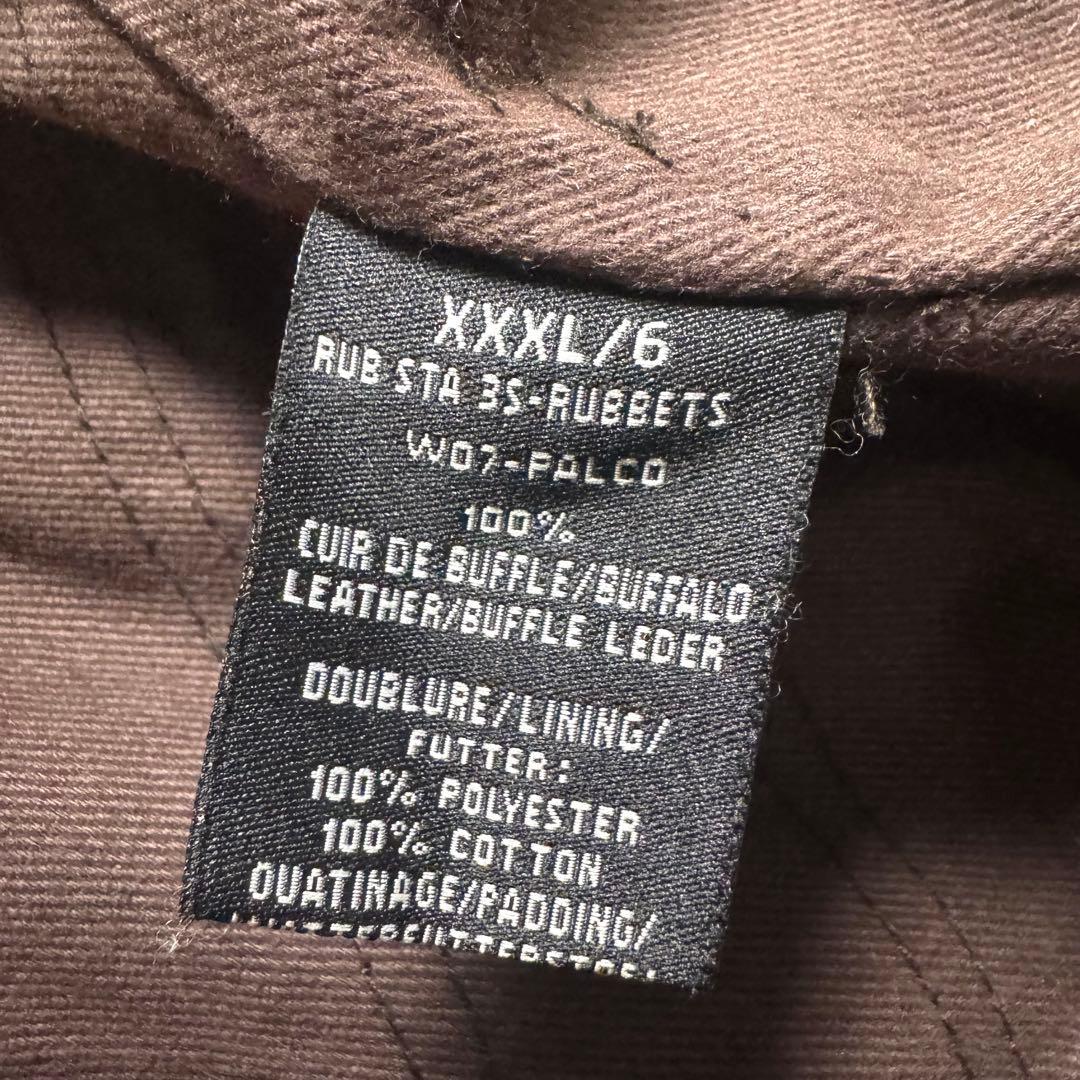 XXXL/6
RUB STA 3S-RUBBETS
W07-PALCO
100%
CUIR DE BUFFLE/BUFFALO
LEATHER/BUFFLE LEDER
DOUBLURE/LINING/
FUTTER:
100% POLYESTER
100% COTTON
OUATINAGE/PADDING/